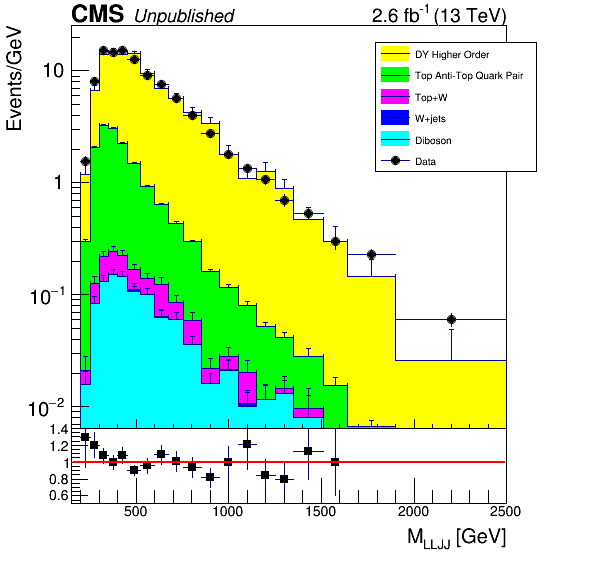 CMS Unpublished 2.6 fb⁻¹ (13 TeV)
Events/GeV
10
1
10⁻¹
10⁻²
DY Higher Order
Top Anti-Top Quark Pair
Top+W
W+jets
Diboson
Data
1.4
1.2
1
0.8
0.6
500 1000 1500 2000 2500
M_LLJJ [GeV]